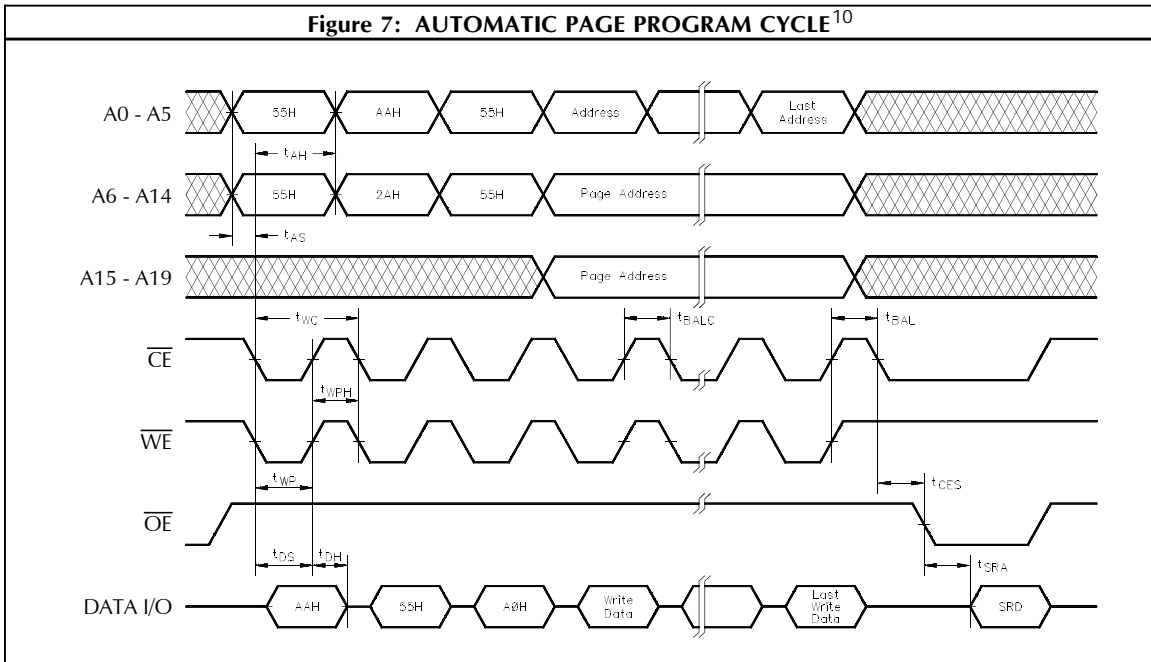 Figure 7: AUTOMATIC PAGE PROGRAM CYCLE10
A0 - A5
55H
AAH
55H
Address
Last
Address
tAH
A6 - A14
55H
2AH
55H
Page Address
tAS
A15 - A19
Page Address
tWC
tBALC
tBAL
CE
tWPH
WE
tWP
tCES
OE
tDS
tDH
tSRA
DATA I/O
AAH
55H
A0H
Write
Data
Last
Write
Data
SRD